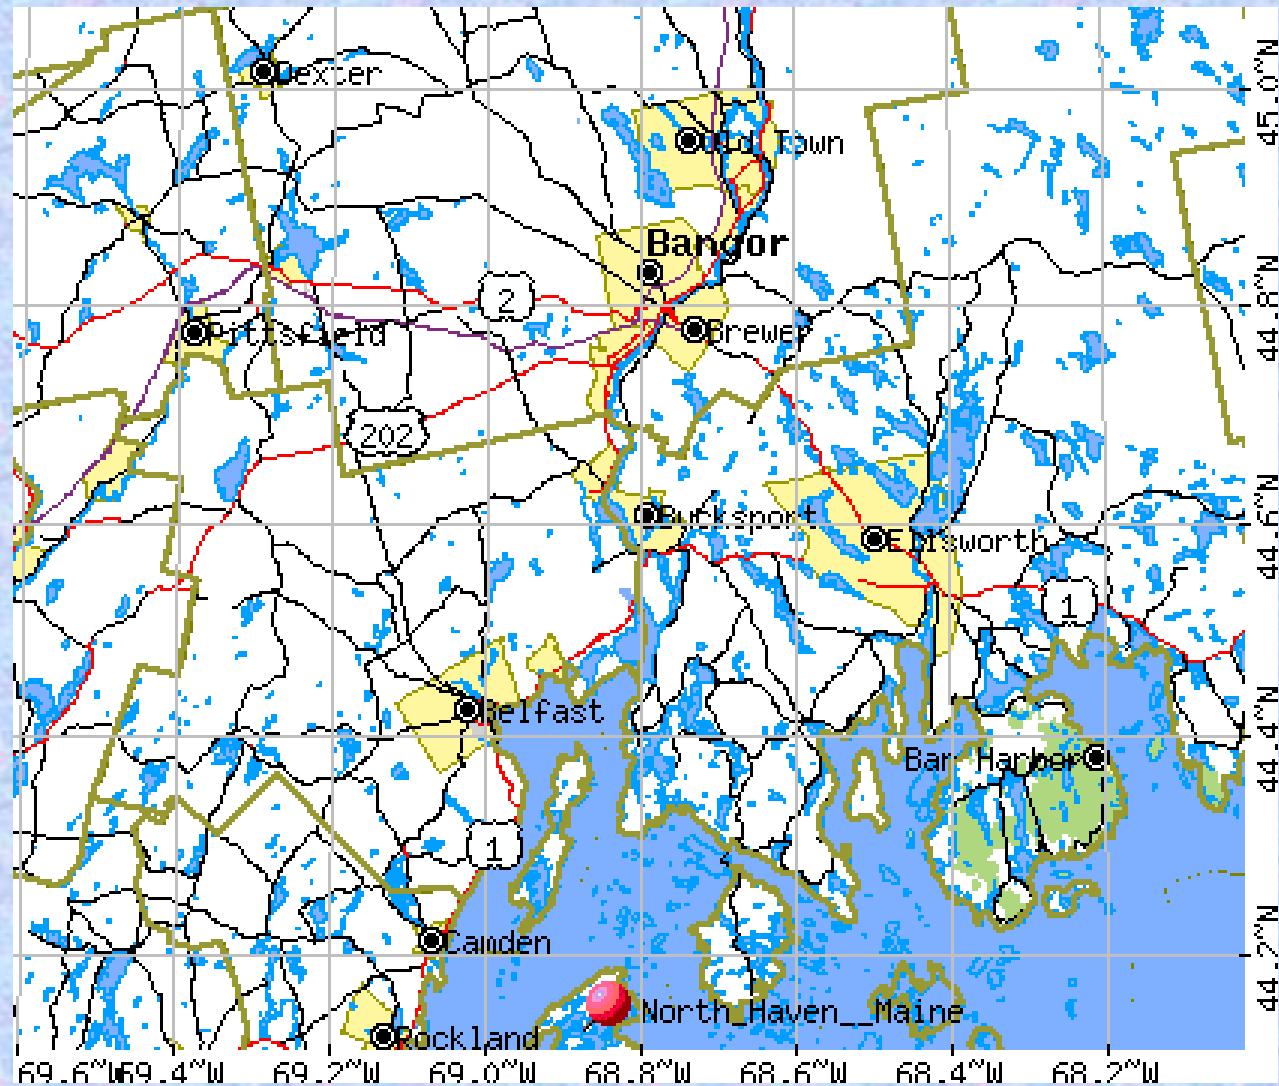 Dexter
45.0~N
Old Town
Bangor
2
44.8~N
Pittsfield
Brewer
202
Bucksport
44.6~N
Ellsworth
1
Belfast
44.4~N
Bar Harbor
1
Camden
44.2~N
North_Haven__Maine
Rockland
69.6~W 69.4~W 69.2~W 69.0~W 68.8~W 68.6~W 68.4~W 68.2~W